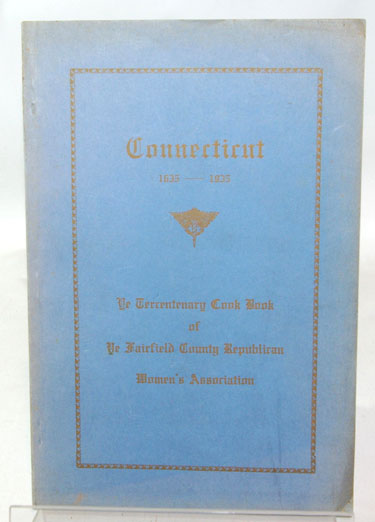 Connecticut
1635 — 1935
Ye Tercentenary Cook Book
of
Ye Fairfield County Republican
Women's Association